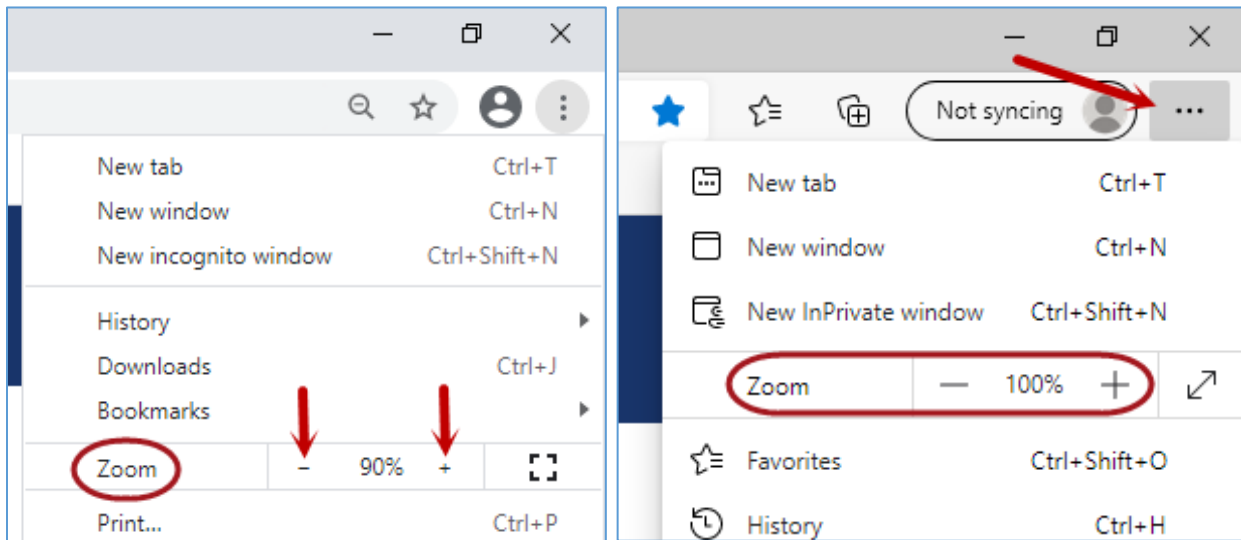 New tab Ctrl+T
New window Ctrl+N
New incognito window Ctrl+Shift+N
History
Downloads Ctrl+J
Bookmarks
Zoom − 90% +
Print... Ctrl+P
Not syncing
New tab Ctrl+T
New window Ctrl+N
New InPrivate window Ctrl+Shift+N
Zoom — 100% +
Favorites Ctrl+Shift+O
History Ctrl+H